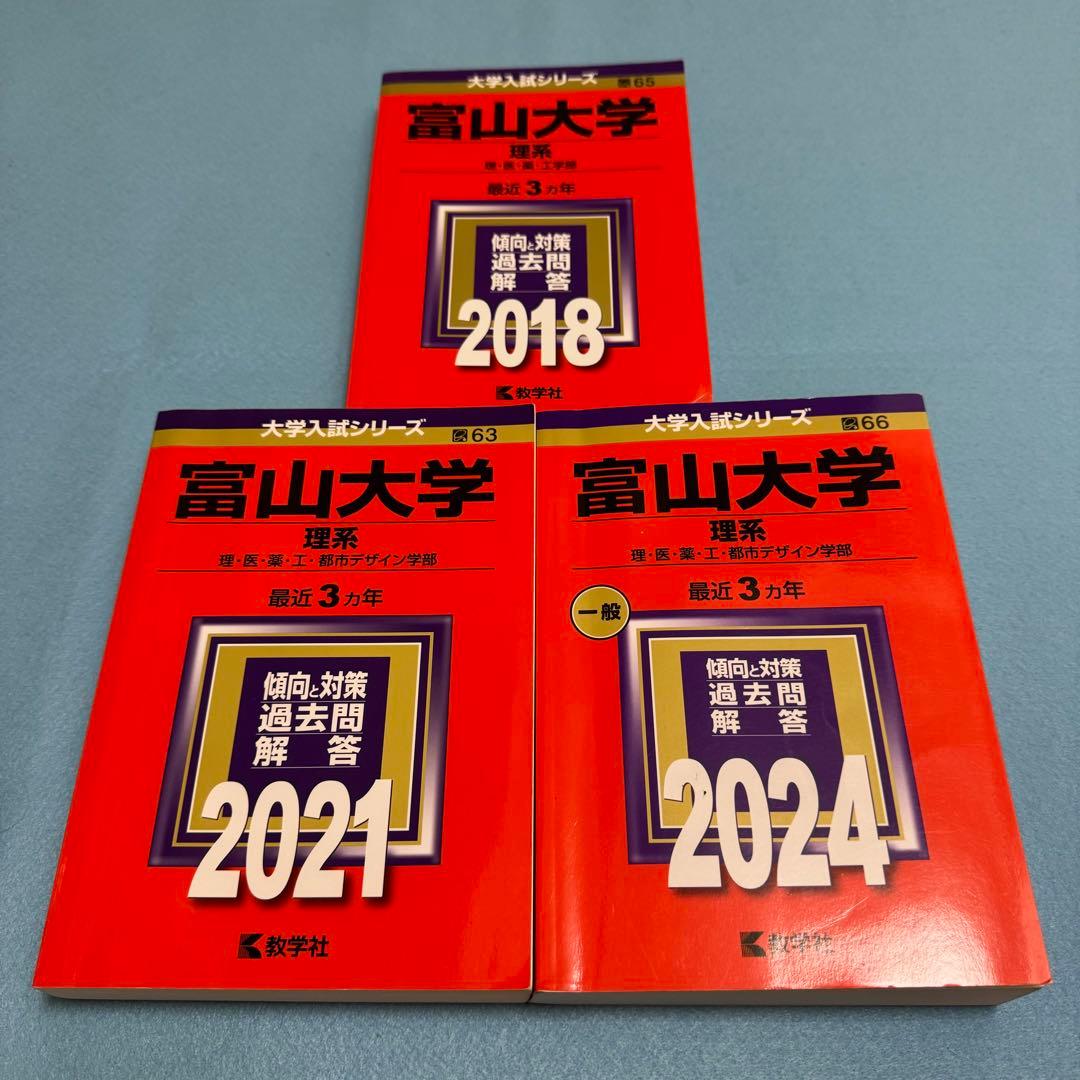 大学入試シリーズ
65
富山大学
理系
理・医・薬・工学部
最近3カ年
傾向と対策
過去問
解答
2018
教学社
大学入試シリーズ
63
富山大学
理系
理・医・薬・工・都市デザイン学部
最近3カ年
傾向と対策
過去問
解答
2021
教学社
大学入試シリーズ
66
富山大学
理系
理・医・薬・工・都市デザイン学部
最近3カ年
一般
傾向と対策
過去問
解答
2024
教学社